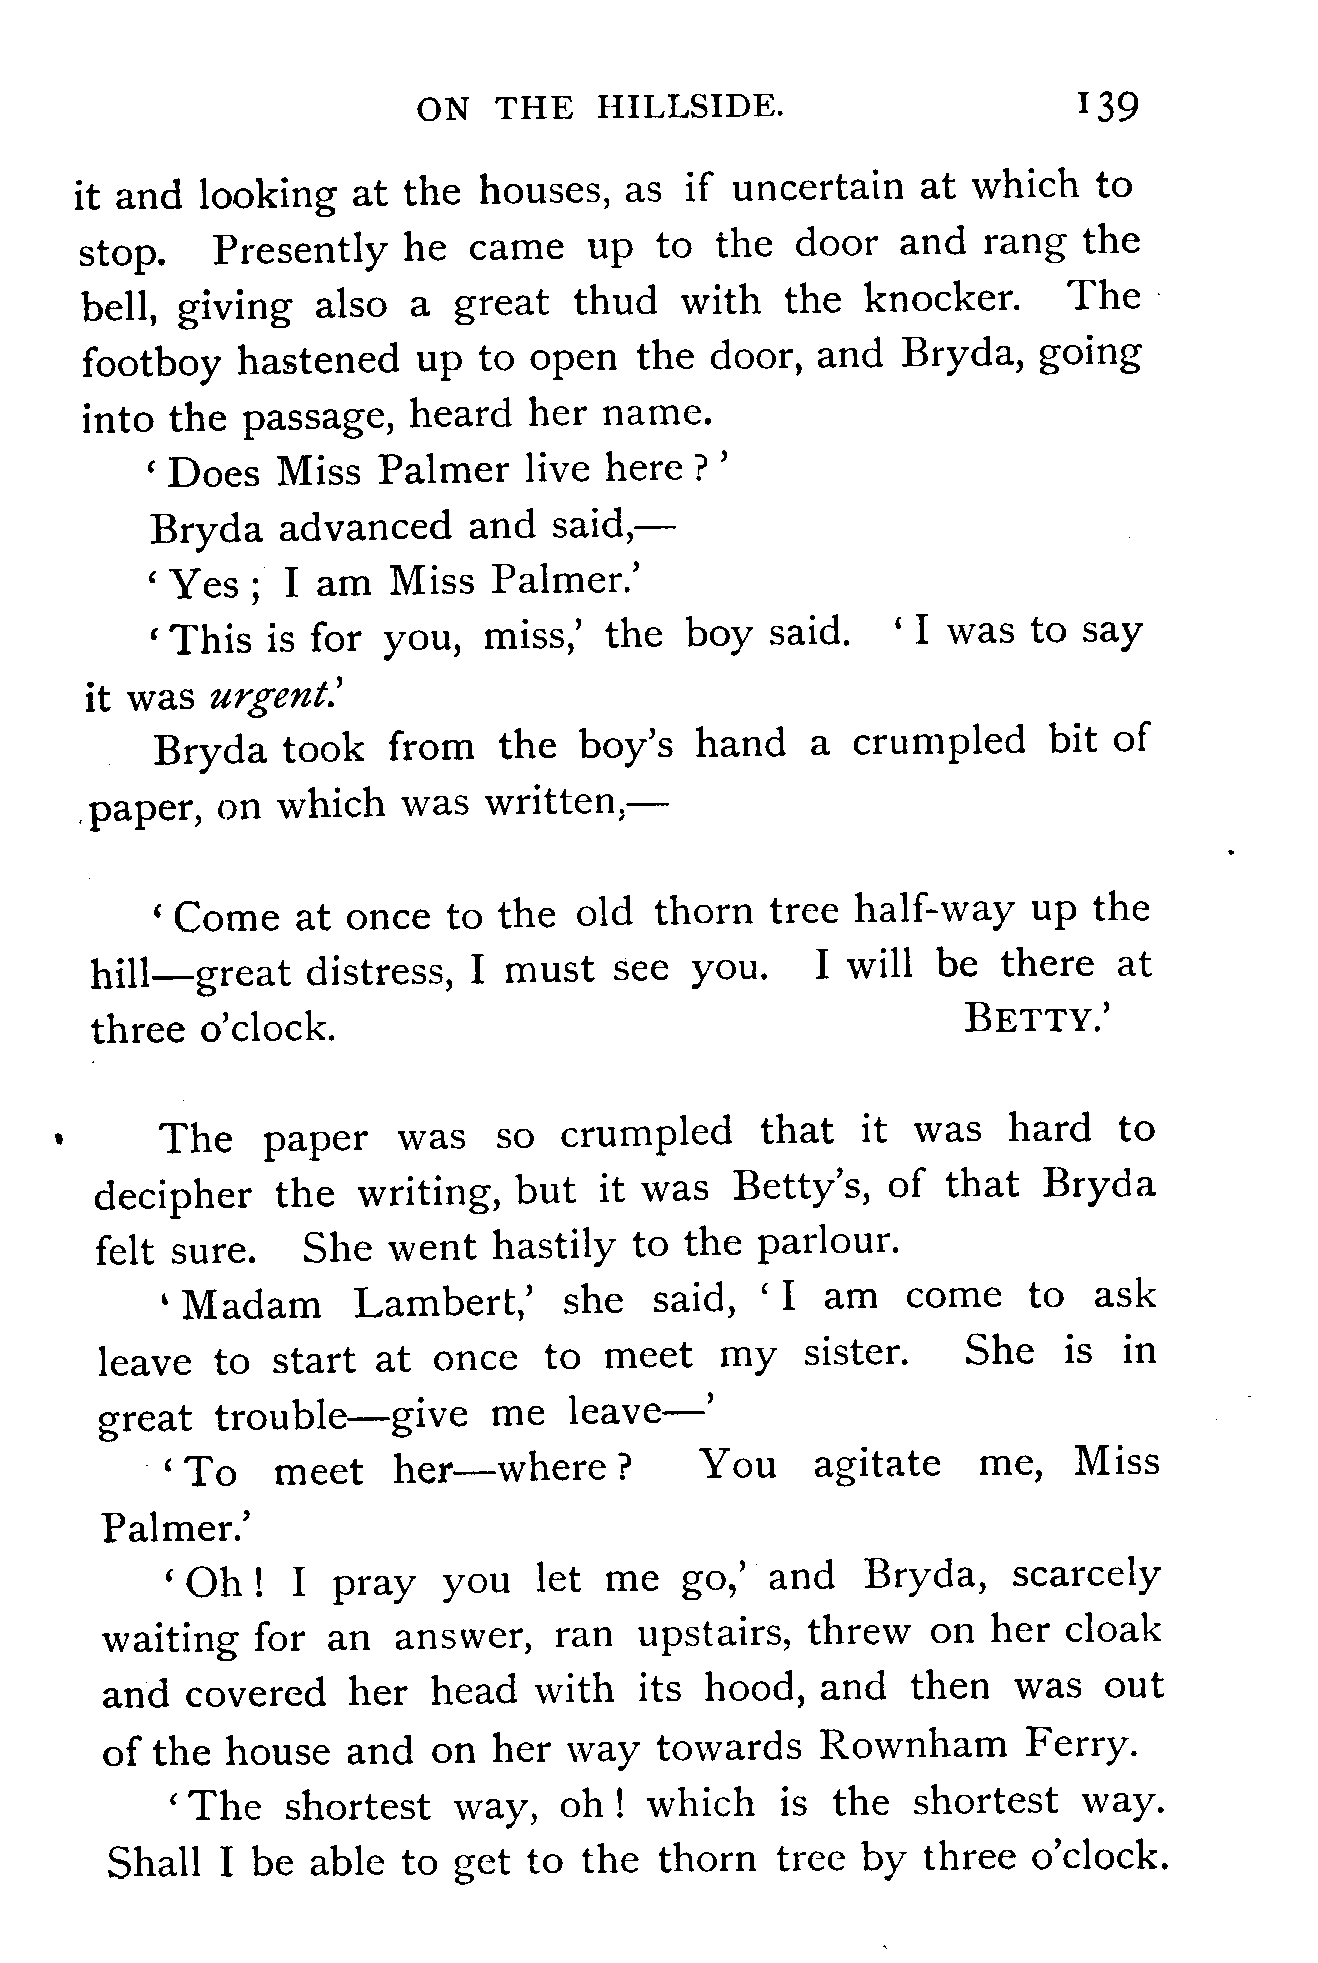 ON THE HILLSIDE. 139
it and looking at the houses, as if uncertain at which to
stop. Presently he came up to the door and rang the
bell, giving also a great thud with the knocker. The
footboy hastened up to open the door, and Bryda, going
into the passage, heard her name.
‘ Does Miss Palmer live here ? ’
Bryda advanced and said,—
‘ Yes ; I am Miss Palmer.’
‘ This is for you, miss,’ the boy said. ‘ I was to say
it was urgent.’
Bryda took from the boy’s hand a crumpled bit of
paper, on which was written,—
‘ Come at once to the old thorn tree half-way up the
hill—great distress, I must see you. I will be there at
three o’clock. BETTY.’
The paper was so crumpled that it was hard to
decipher the writing, but it was Betty’s, of that Bryda
felt sure. She went hastily to the parlour.
‘ Madam Lambert,’ she said, ‘ I am come to ask
leave to start at once to meet my sister. She is in
great trouble—give me leave—’
‘ To meet her—where ? You agitate me, Miss
Palmer.’
‘ Oh ! I pray you let me go,’ and Bryda, scarcely
waiting for an answer, ran upstairs, threw on her cloak
and covered her head with its hood, and then was out
of the house and on her way towards Rownham Ferry.
‘ The shortest way, oh ! which is the shortest way.
Shall I be able to get to the thorn tree by three o’clock.